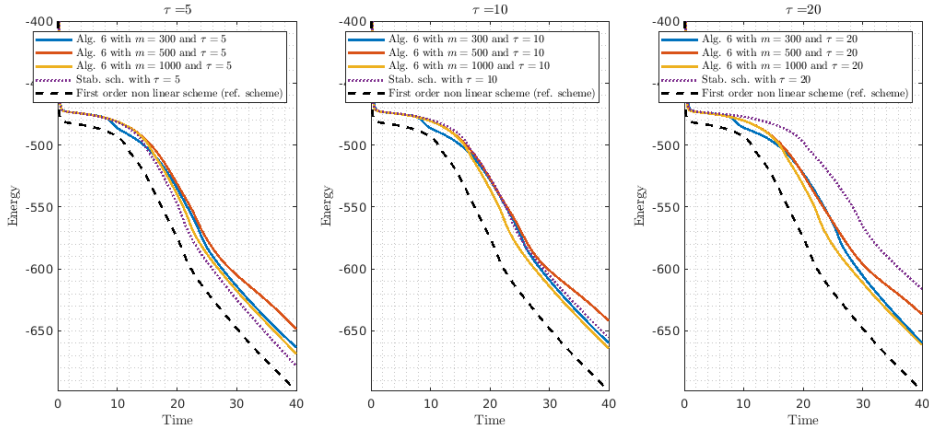 τ =5
-400
Alg. 6 with m = 300 and τ = 5
Alg. 6 with m = 500 and τ = 5
Alg. 6 with m = 1000 and τ = 5
Stab. sch. with τ = 5
First order non linear scheme (ref. scheme)
-500
-550
-600
-650
Energy
0 10 20 30 40
Time
τ =10
-400
Alg. 6 with m = 300 and τ = 10
Alg. 6 with m = 500 and τ = 10
Alg. 6 with m = 1000 and τ = 10
Stab. sch. with τ = 10
First order non linear scheme (ref. scheme)
-500
-550
-600
-650
Energy
0 10 20 30 40
Time
τ =20
-400
Alg. 6 with m = 300 and τ = 20
Alg. 6 with m = 500 and τ = 20
Alg. 6 with m = 1000 and τ = 20
Stab. sch. with τ = 20
First order non linear scheme (ref. scheme)
-500
-550
-600
-650
Energy
0 10 20 30 40
Time